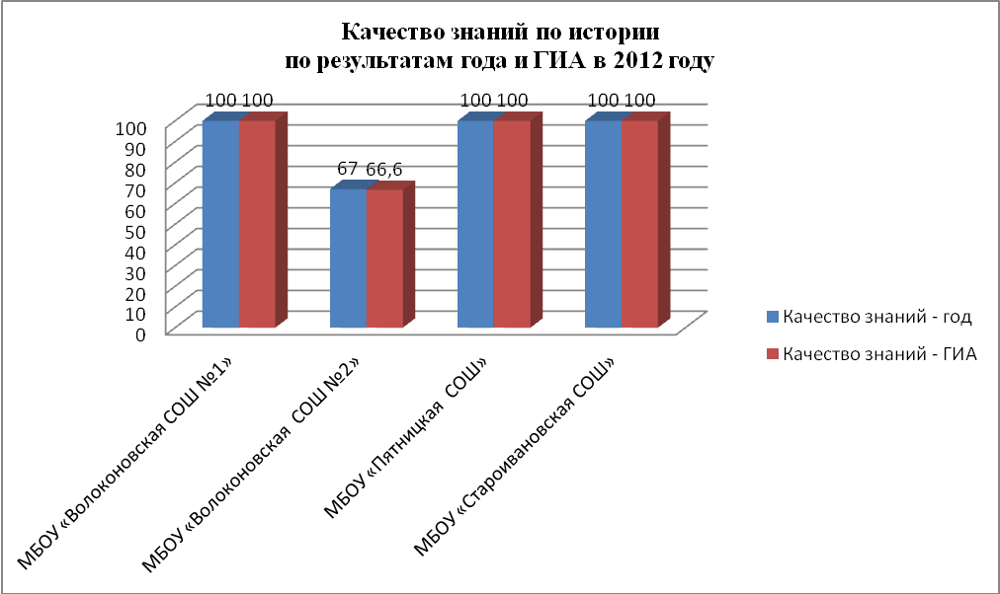 Качество знаний по истории
по результатам года и ГИА в 2012 году
100 100
67 66,6
100 100
100 100
100
90
80
70
60
50
40
30
20
10
0
МБОУ «Волоконовская СОШ №1»
МБОУ «Волоконовская СОШ №2»
МБОУ «Пятницкая СОШ»
МБОУ «Староивановская СОШ»
Качество знаний - год
Качество знаний - ГИА